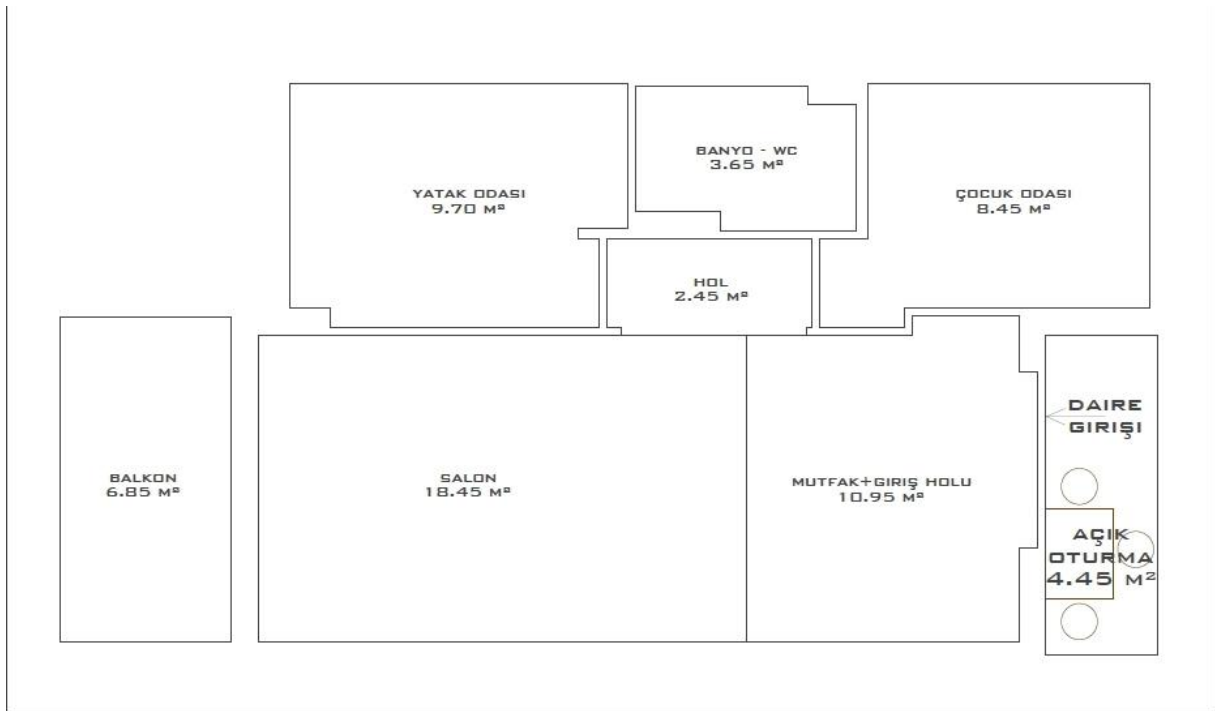 BANYO - WC
3.65 M²
YATAK ODASI
9.70 M²
ÇOCUK ODASI
8.45 M²
HOL
2.45 M²
DAIRE
GIRIŞI
BALKON
6.85 M²
SALON
18.45 M²
MUTFAK+GIRIŞ HOLU
10.95 M²
AÇIK
OTURMA
4.45 M²